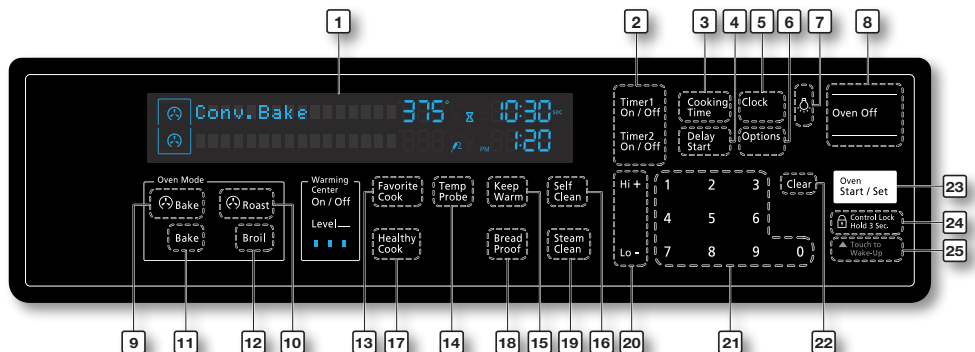 1 2 3 4 5 6 7 8
Conv.Bake 375° 10:30 SEC
PM 1:20
Timer1
On / Off
Timer2
On / Off
Cooking
Time
Delay
Start
Clock
Options
Oven Off
Oven Mode
Bake
Roast
Bake
Broil
Warming
Center
On / Off
Level
Favorite
Cook
Temp
Probe
Keep
Warm
Self
Clean
Healthy
Cook
Bread
Proof
Steam
Clean
Hi +
Lo -
1 2 3
4 5 6
7 8 9 0
Clear
Oven
Start / Set
Control Lock
Hold 3 Sec.
Touch to
Wake-Up
23
24
25
9 11 12 10 13 17 14 18 15 19 16 20 21 22